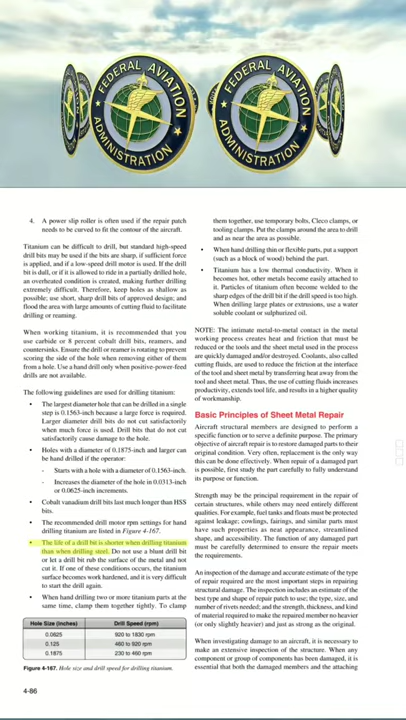 FEDERAL AVIATION
ADMINISTRATION
FEDERAL AVIATION
ADMINISTRATION
4. A power slip roller is often used if the repair patch
needs to be curved to fit the contour of the aircraft.
Titanium can be difficult to drill, but standard high-speed
drill bits may be used if the bits are sharp, if sufficient force
is applied, and if a low-speed drill motor is used. If the drill
bit is dull, or if it is allowed to ride in a partially drilled hole,
an overheated condition is created, making further drilling
extremely difficult. Therefore, keep holes as shallow as
possible; use short, sharp drill bits of approved design; and
flood the area with large amounts of cutting fluid to facilitate
drilling or reaming.
When working titanium, it is recommended that you
use carbide or 8 percent cobalt drill bits, reamers, and
countersinks. Ensure the drill or reamer is rotating to prevent
scoring the side of the hole when removing either of them
from a hole. Use a hand drill only when positive-power-feed
drills are not available.
The following guidelines are used for drilling titanium:
• The largest diameter hole that can be drilled in a single
step is 0.1563-inch because a large force is required.
Larger diameter drill bits do not cut satisfactorily
when much force is used. Drill bits that do not cut
satisfactorily cause damage to the hole.
• Holes with a diameter of 0.1875-inch and larger can
be hand drilled if the operator:
- Starts with a hole with a diameter of 0.1563-inch.
- Increases the diameter of the hole in 0.0313-inch
or 0.0625-inch increments.
• Cobalt vanadium drill bits last much longer than HSS
bits.
• The recommended drill motor rpm settings for hand
drilling titanium are listed in Figure 4-167.
• The life of a drill bit is shorter when drilling titanium
than when drilling steel. Do not use a blunt drill bit
or let a drill bit rub the surface of the metal and not
cut it. If one of these conditions occurs, the titanium
surface becomes work hardened, and it is very difficult
to start the drill again.
• When hand drilling two or more titanium parts at the
same time, clamp them together tightly. To clamp
Hole Size (inches) Drill Speed (rpm)
0.0625 920 to 1830 rpm
0.125 460 to 920 rpm
0.1875 230 to 460 rpm
Figure 4-167. Hole size and drill speed for drilling titanium.
4-86
them together, use temporary bolts, Cleco clamps, or
tooling clamps. Put the clamps around the area to drill
and as near the area as possible.
• When hand drilling thin or flexible parts, put a support
(such as a block of wood) behind the part.
• Titanium has a low thermal conductivity. When it
becomes hot, other metals become easily attached to
it. Particles of titanium often become welded to the
sharp edges of the drill bit if the drill speed is too high.
When drilling large plates or extrusions, use a water
soluble coolant or sulphurized oil.
NOTE: The intimate metal-to-metal contact in the metal
working process creates heat and friction that must be
reduced or the tools and the sheet metal used in the process
are quickly damaged and/or destroyed. Coolants, also called
cutting fluids, are used to reduce the friction at the interface
of the tool and sheet metal by transferring heat away from the
tool and sheet metal. Thus, the use of cutting fluids increases
productivity, extends tool life, and results in a higher quality
of workmanship.
Basic Principles of Sheet Metal Repair
Aircraft structural members are designed to perform a
specific function or to serve a definite purpose. The primary
objective of aircraft repair is to restore damaged parts to their
original condition. Very often, replacement is the only way
this can be done effectively. When repair of a damaged part
is possible, first study the part carefully to fully understand
its purpose or function.
Strength may be the principal requirement in the repair of
certain structures, while others may need entirely different
qualities. For example, fuel tanks and floats must be protected
against leakage; cowlings, fairings, and similar parts must
have such properties as neat appearance, streamlined
shape, and accessibility. The function of any damaged part
must be carefully determined to ensure the repair meets
the requirements.
An inspection of the damage and accurate estimate of the type
of repair required are the most important steps in repairing
structural damage. The inspection includes an estimate of the
best type and shape of repair patch to use; the type, size, and
number of rivets needed; and the strength, thickness, and kind
of material required to make the repaired member no heavier
(or only slightly heavier) and just as strong as the original.
When investigating damage to an aircraft, it is necessary to
make an extensive inspection of the structure. When any
component or group of components has been damaged, it is
essential that both the damaged members and the attaching